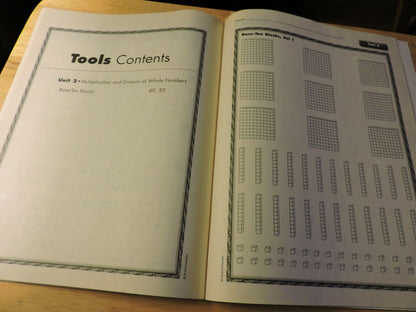 Tools Contents
Unit 3 • Multiplication and Division of Whole Numbers
Base-Ten Blocks 49, 50
Base-Ten Blocks, Set 1